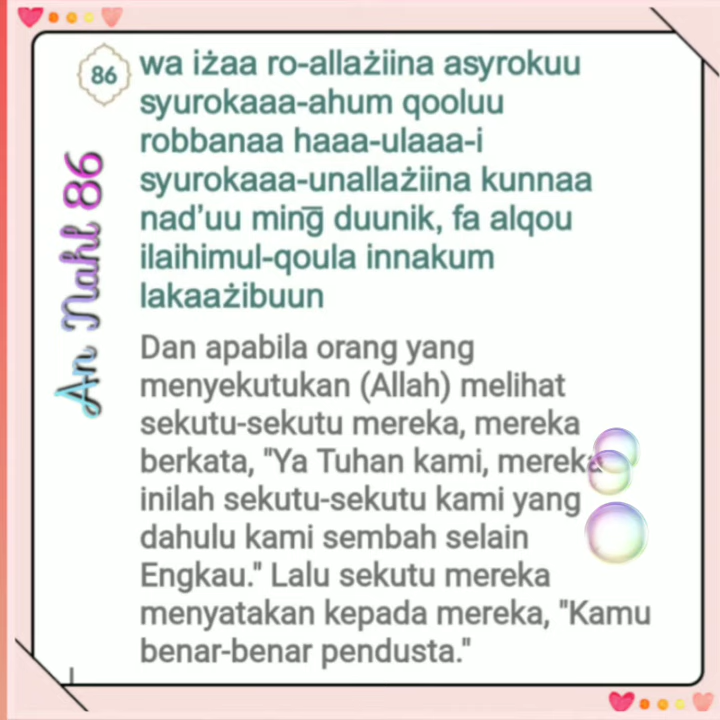 86
wa iżaa ro-allażiina asyrokuu
syurokaaa-ahum qooluu
robbanaa haaa-ulaaa-i
syurokaaa-unallażiina kunnaa
nad'uu ming̅ duunik, fa alqou
ilaihimul-qoula innakum
lakaażibuun
An Nahl 86
Dan apabila orang yang
menyekutukan (Allah) melihat
sekutu-sekutu mereka, mereka
berkata, "Ya Tuhan kami, mereka
inilah sekutu-sekutu kami yang
dahulu kami sembah selain
Engkau." Lalu sekutu mereka
menyatakan kepada mereka, "Kamu
benar-benar pendusta."